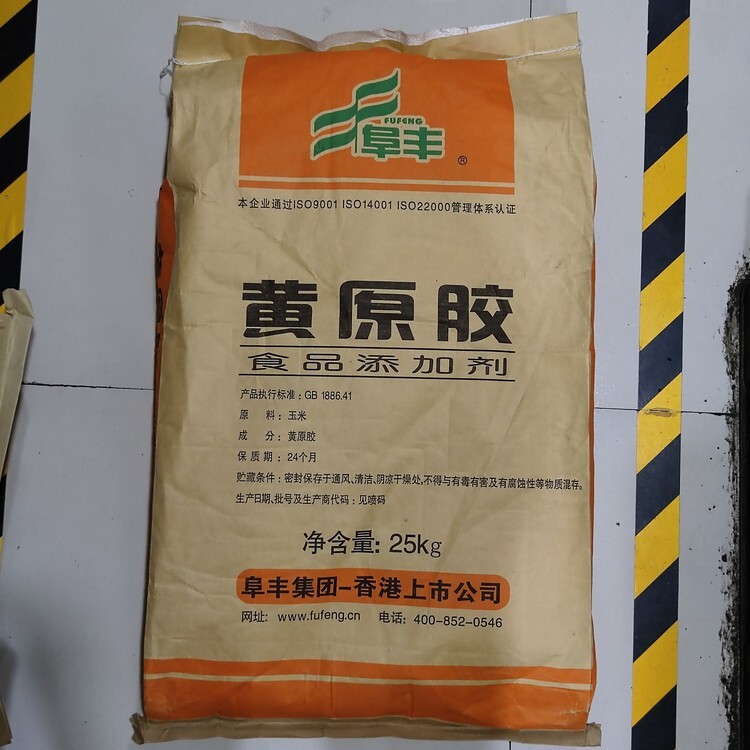 FUFENG
阜丰
®
本企业通过ISO9001 ISO14001 ISO22000管理体系认证
黄原胶
食品添加剂
产品执行标准：GB 1886.41
原 料：玉米
成 分：黄原胶
保 质 期：24个月
贮藏条件：密封保存于通风、清洁、阴凉干燥处,不得与有毒有害及有腐蚀性等物质混存。
生产日期、批号及生产商代码：见喷码
净含量: 25kg
阜丰集团-香港上市公司
网址: www.fufeng.cn 电话: 400-852-0546